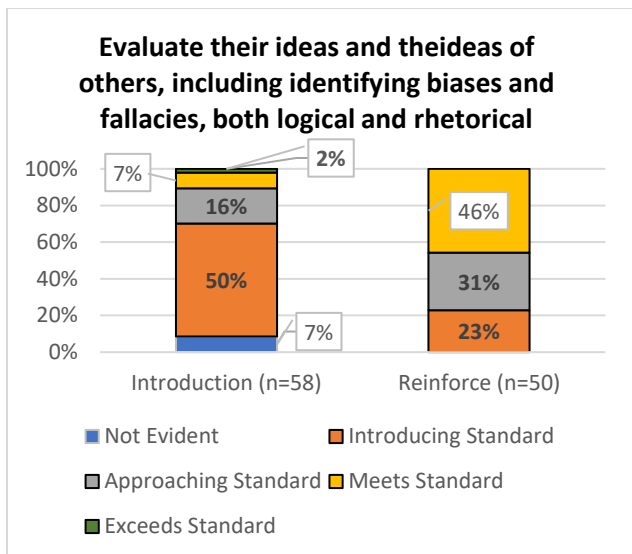 Evaluate their ideas and theideas of
others, including identifying biases and
fallacies, both logical and rhetorical
100%
80%
60%
40%
20%
0%
7%
2%
16%
50%
7%
46%
31%
23%
Introduction (n=58)
Reinforce (n=50)
Not Evident
Introducing Standard
Approaching Standard
Meets Standard
Exceeds Standard